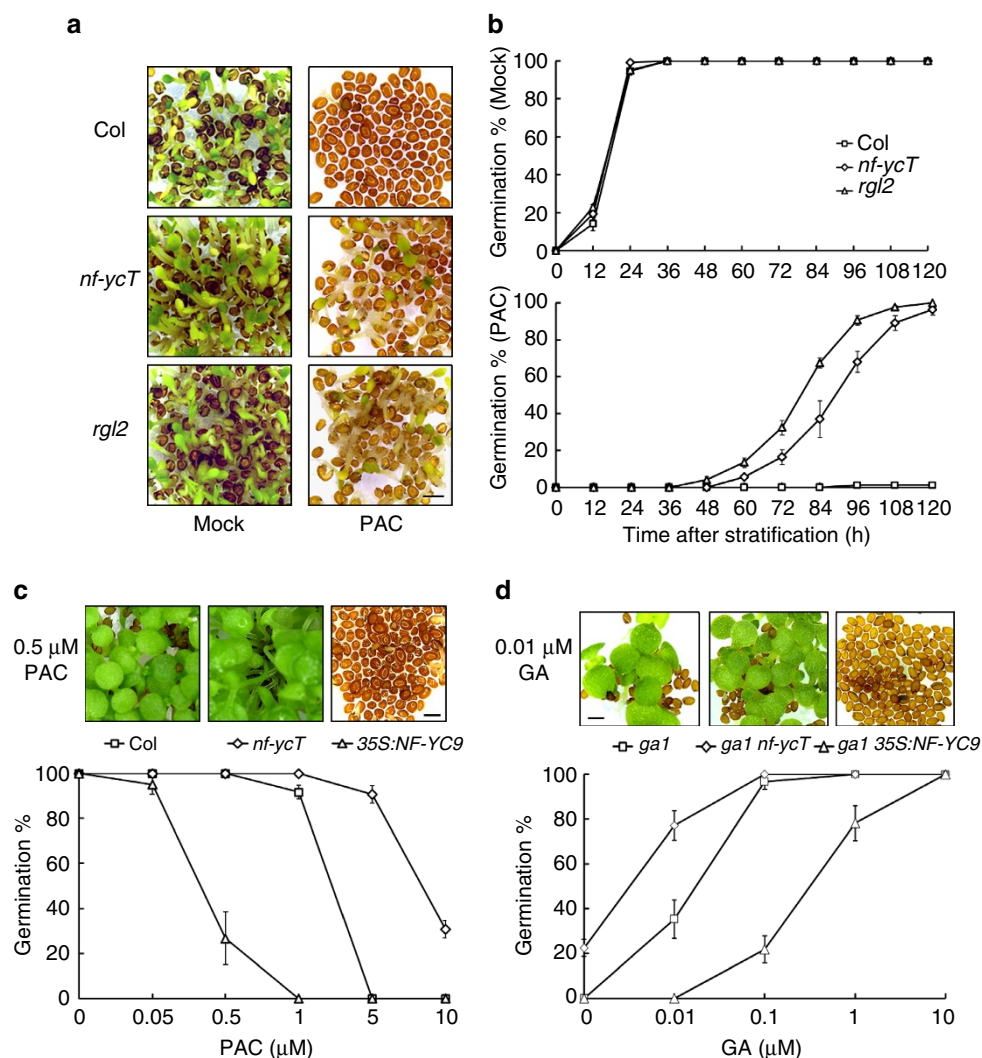 a
Col
nf-ycT
rgl2
Mock
PAC
b
Germination % (Mock)
100
80
60
40
20
0
Col
nf-ycT
rgl2
0 12 24 36 48 60 72 84 96 108 120
Germination % (PAC)
100
80
60
40
20
0
0 12 24 36 48 60 72 84 96 108 120
Time after stratification (h)
c
0.5 μM
PAC
Col nf-ycT 35S:NF-YC9
Germination %
100
80
60
40
20
0
0 0.05 0.5 1 5 10
PAC (μM)
d
0.01 μM
GA
ga1 ga1 nf-ycT ga1 35S:NF-YC9
Germination %
100
80
60
40
20
0
0 0.01 0.1 1 10
GA (μM)